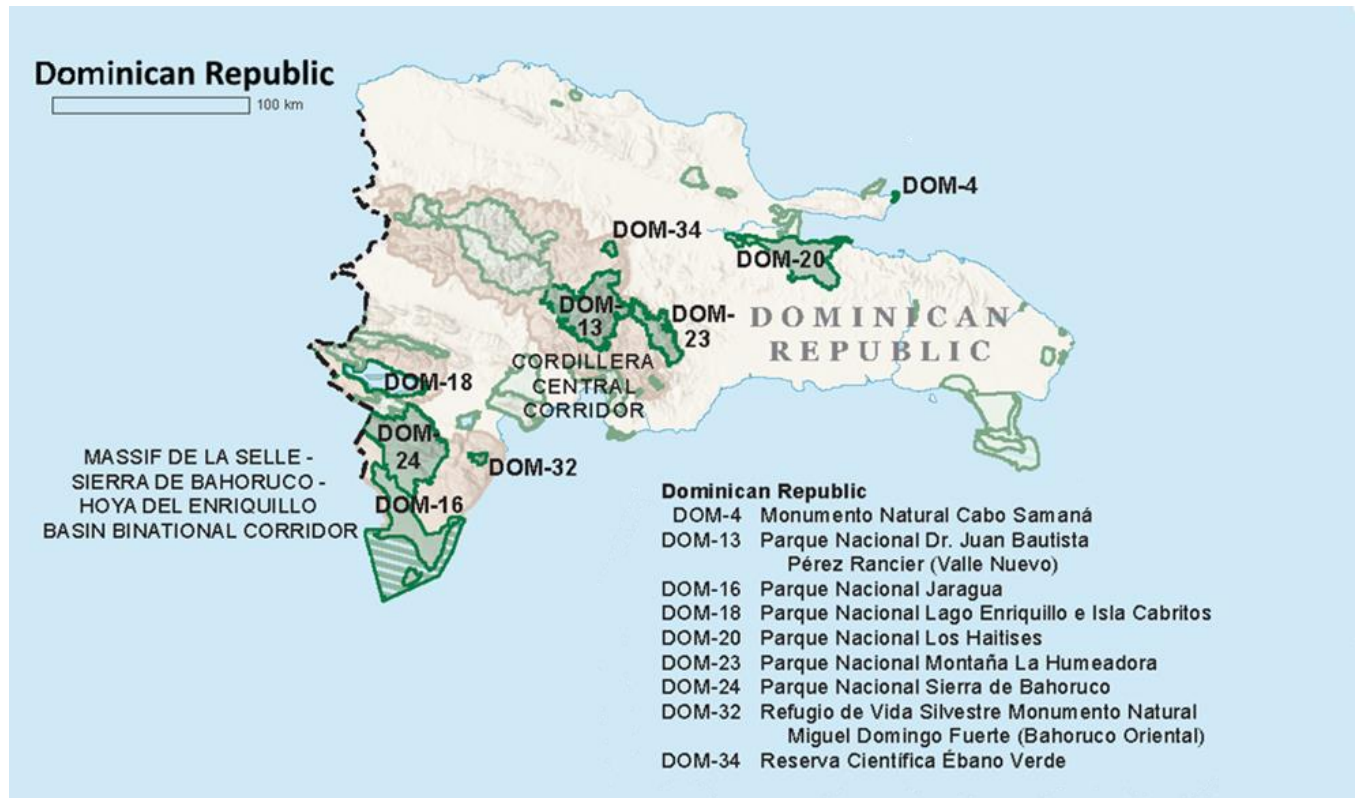 Dominican Republic
100 km
DOM-4
DOM-34
DOM-20
DOM-
13
DOM-
23
DOMINICAN
REPUBLIC
CORDILLERA
CENTRAL
CORRIDOR
DOM-18
DOM-
24
DOM-32
DOM-16
MASSIF DE LA SELLE -
SIERRA DE BAHORUCO -
HOYA DEL ENRIQUILLO
BASIN BINATIONAL CORRIDOR
Dominican Republic
DOM-4 Monumento Natural Cabo Samaná
DOM-13 Parque Nacional Dr. Juan Bautista
Pérez Rancier (Valle Nuevo)
DOM-16 Parque Nacional Jaragua
DOM-18 Parque Nacional Lago Enriquillo e Isla Cabritos
DOM-20 Parque Nacional Los Haitises
DOM-23 Parque Nacional Montaña La Humeadora
DOM-24 Parque Nacional Sierra de Bahoruco
DOM-32 Refugio de Vida Silvestre Monumento Natural
Miguel Domingo Fuerte (Bahoruco Oriental)
DOM-34 Reserva Científica Ébano Verde